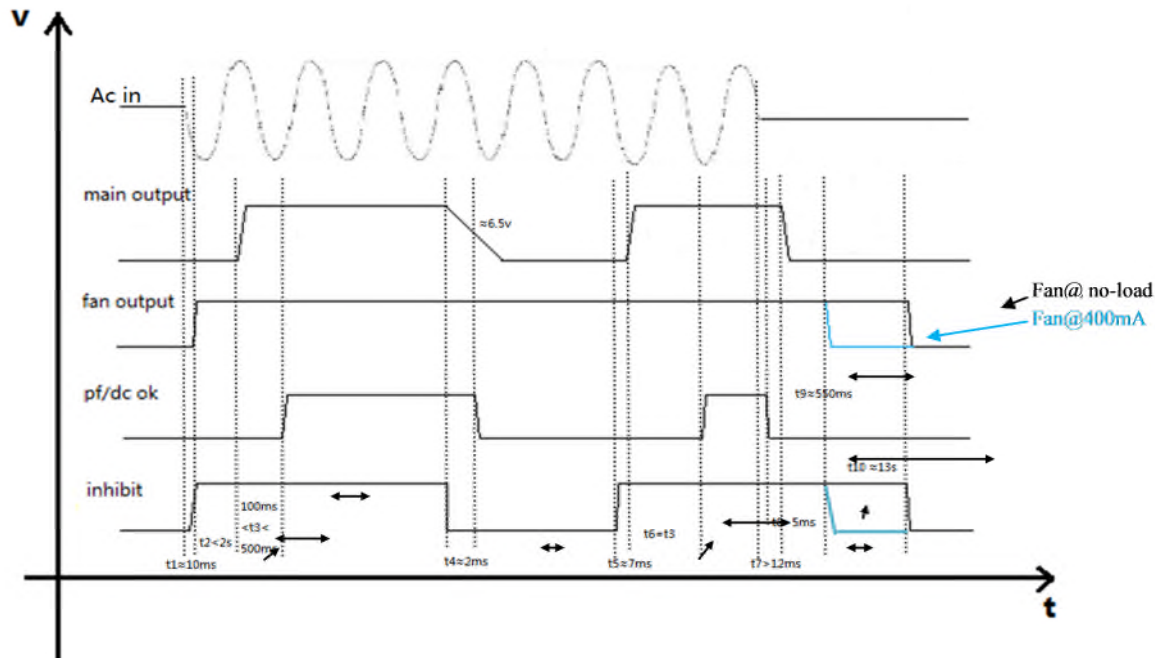 V
Ac in
main output
≈6.5v
fan output
Fan@ no-load
Fan@400mA
pf/dc ok
t9≈550ms
t10 ≈13s
inhibit
100ms
<t3<
500ms
t2<2s
t6=t3
5ms
t1≈10ms
t4≈2ms
t5≈7ms
t7>12ms
t